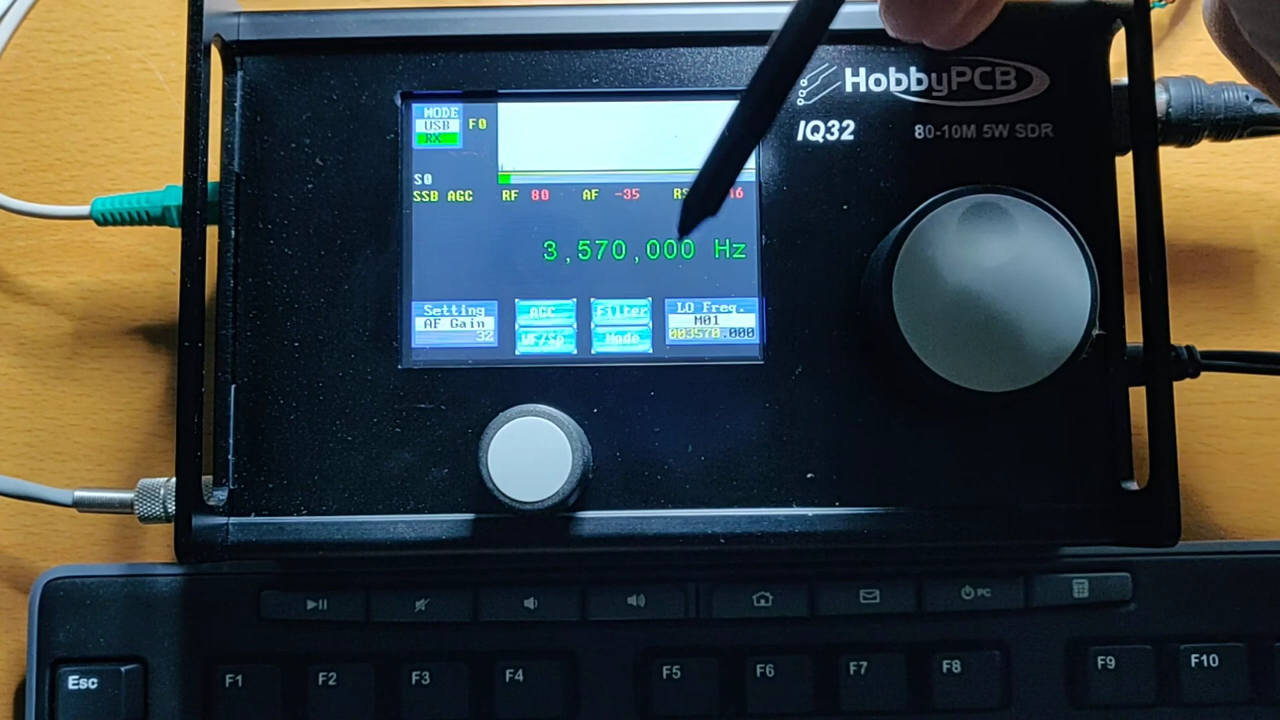 HobbyPCB
IQ32 80-10M 5W SDR
MODE
USB F0
RX
S0
SSB AGC RF 80 AF -35
3,570,000 Hz
Setting AGC Filter LO Freq.
AF Gain M01
32 WF/Sp Mode 003570.000
PC
Esc F1 F2 F3 F4 F5 F6 F7 F8 F9 F10